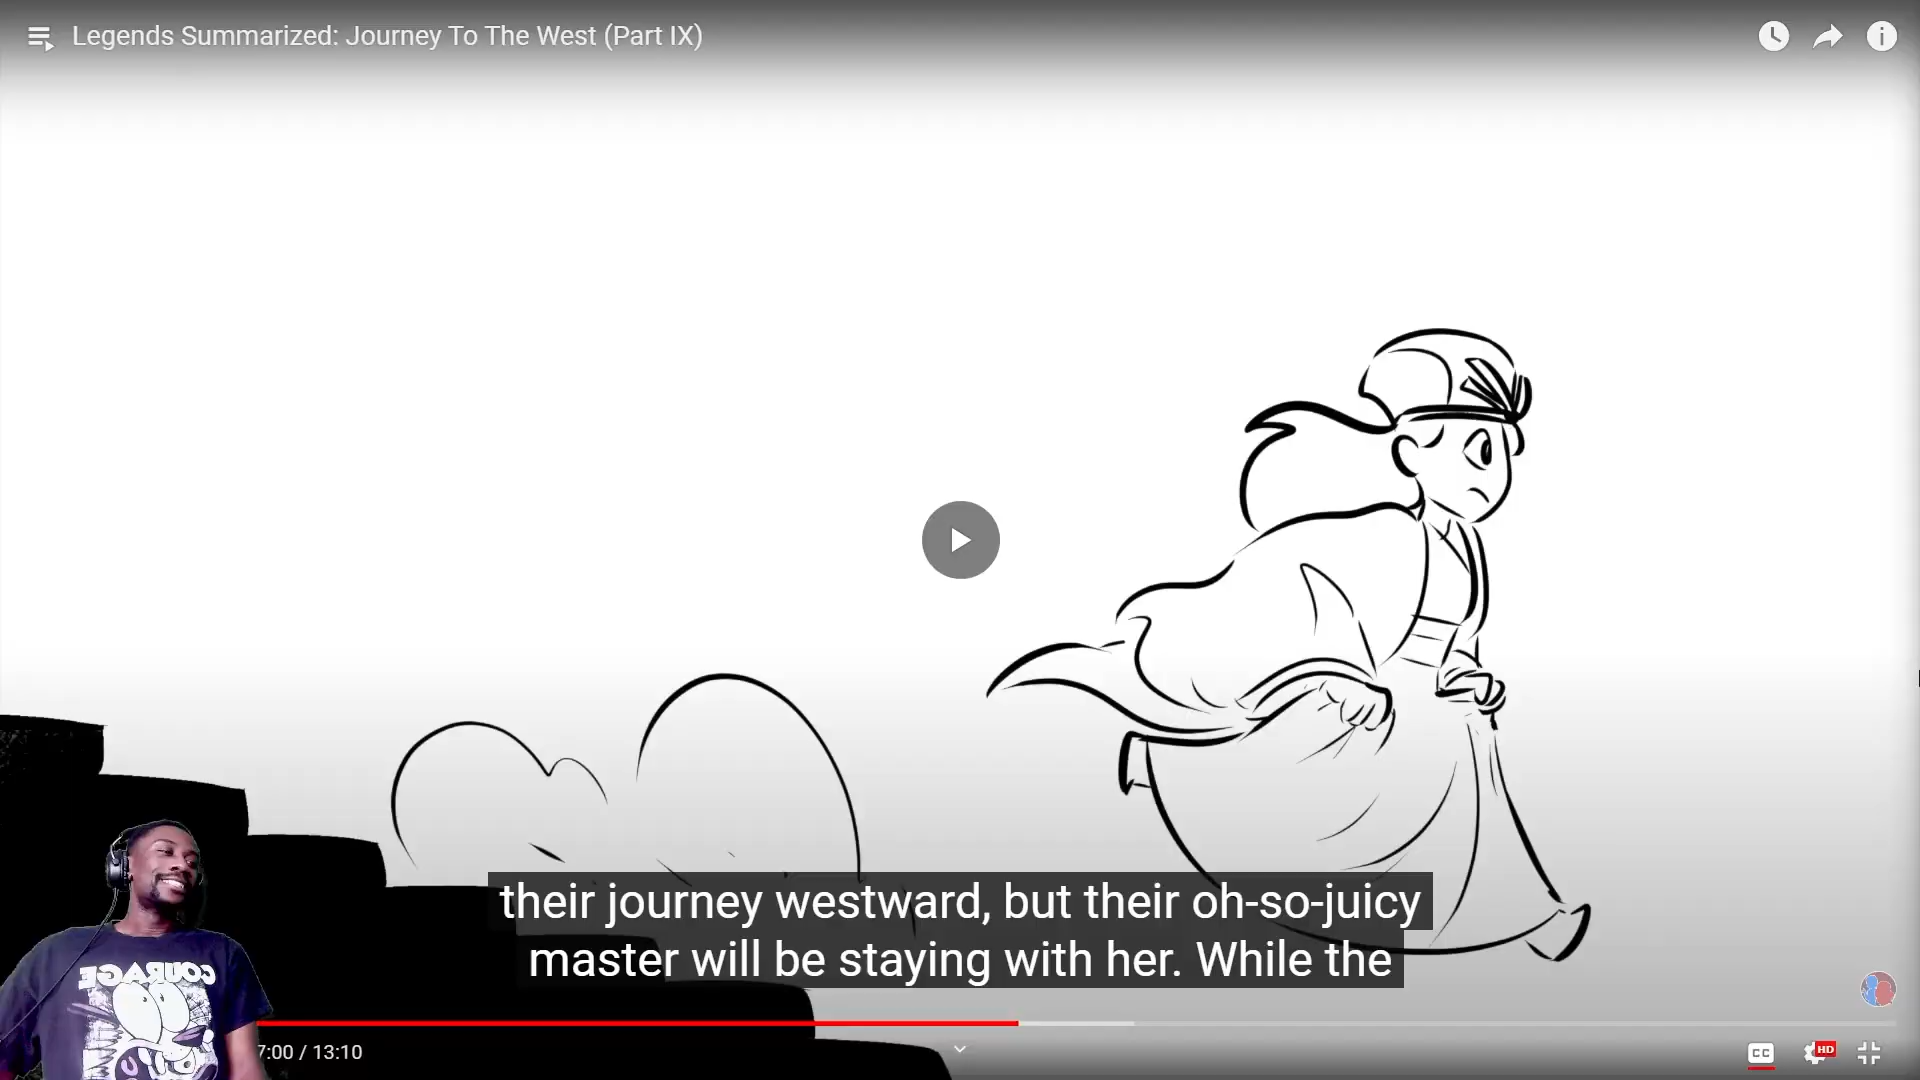 Legends Summarized: Journey To The West (Part IX)
their journey westward, but their oh-so-juicy
master will be staying with her. While the
COURAGE
7:00 / 13:10
CC
HD